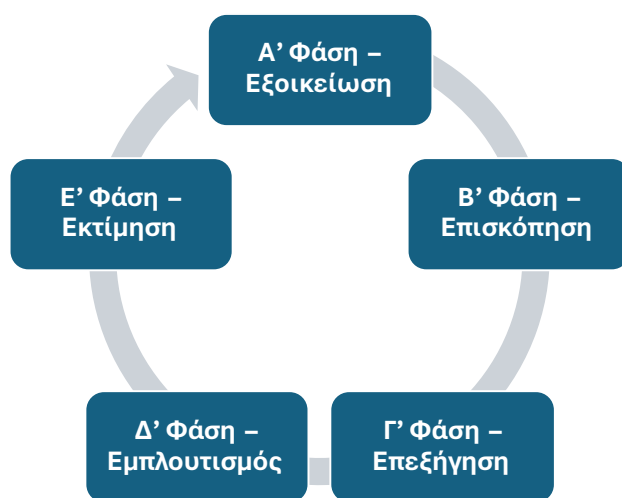 Α’ Φάση –
Εξοικείωση
Β’ Φάση –
Επισκόπηση
Γ’ Φάση –
Επεξήγηση
Δ’ Φάση –
Εμπλουτισμός
Ε’ Φάση –
Εκτίμηση